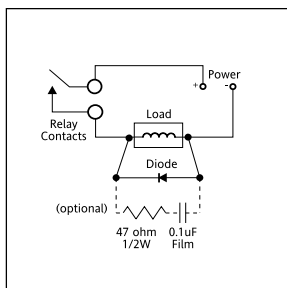 Power
+ -
Load
Relay
Contacts
Diode
(optional)
47 ohm
1/2W
0.1uF
Film